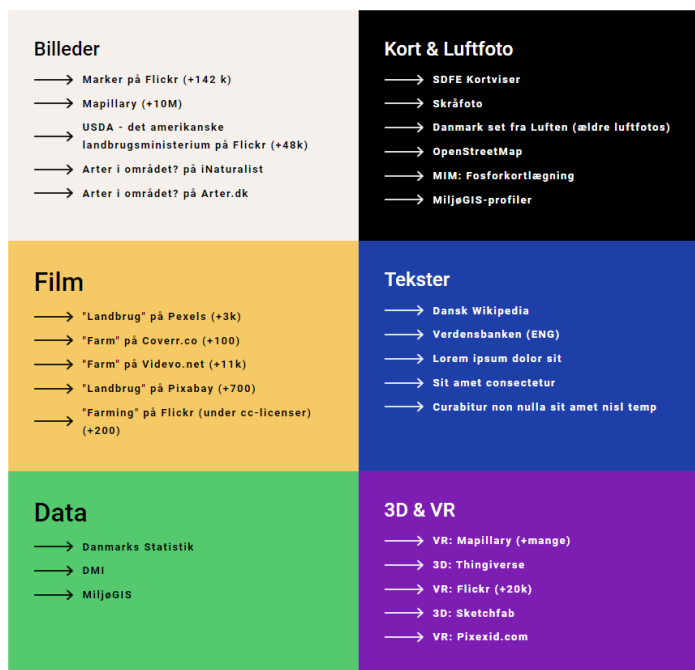 Billeder
Marker på Flickr (+142 k)
Mapillary (+10M)
USDA - det amerikanske
landbrugsministerium på Flickr (+48k)
Arter i området? på iNaturalist
Arter i området? på Arter.dk
Kort & Luftfoto
SDFE Kortviser
Skråfoto
Danmark set fra Luften (ældre luftfotos)
OpenStreetMap
MIM: Fosforkortlægning
MiljøGIS-profiler
Film
"Landbrug" på Pexels (+3k)
"Farm" på Coverr.co (+100)
"Farm" på Videvo.net (+11k)
"Landbrug" på Pixabay (+700)
"Farming" på Flickr (under cc-licenser)
(+200)
Tekster
Dansk Wikipedia
Verdensbanken (ENG)
Lorem ipsum dolor sit
Sit amet consectetur
Curabitur non nulla sit amet nisl temp
Data
Danmarks Statistik
DMI
MiljøGIS
3D & VR
VR: Mapillary (+mange)
3D: Thingiverse
VR: Flickr (+20k)
3D: Sketchfab
VR: Pixexid.com